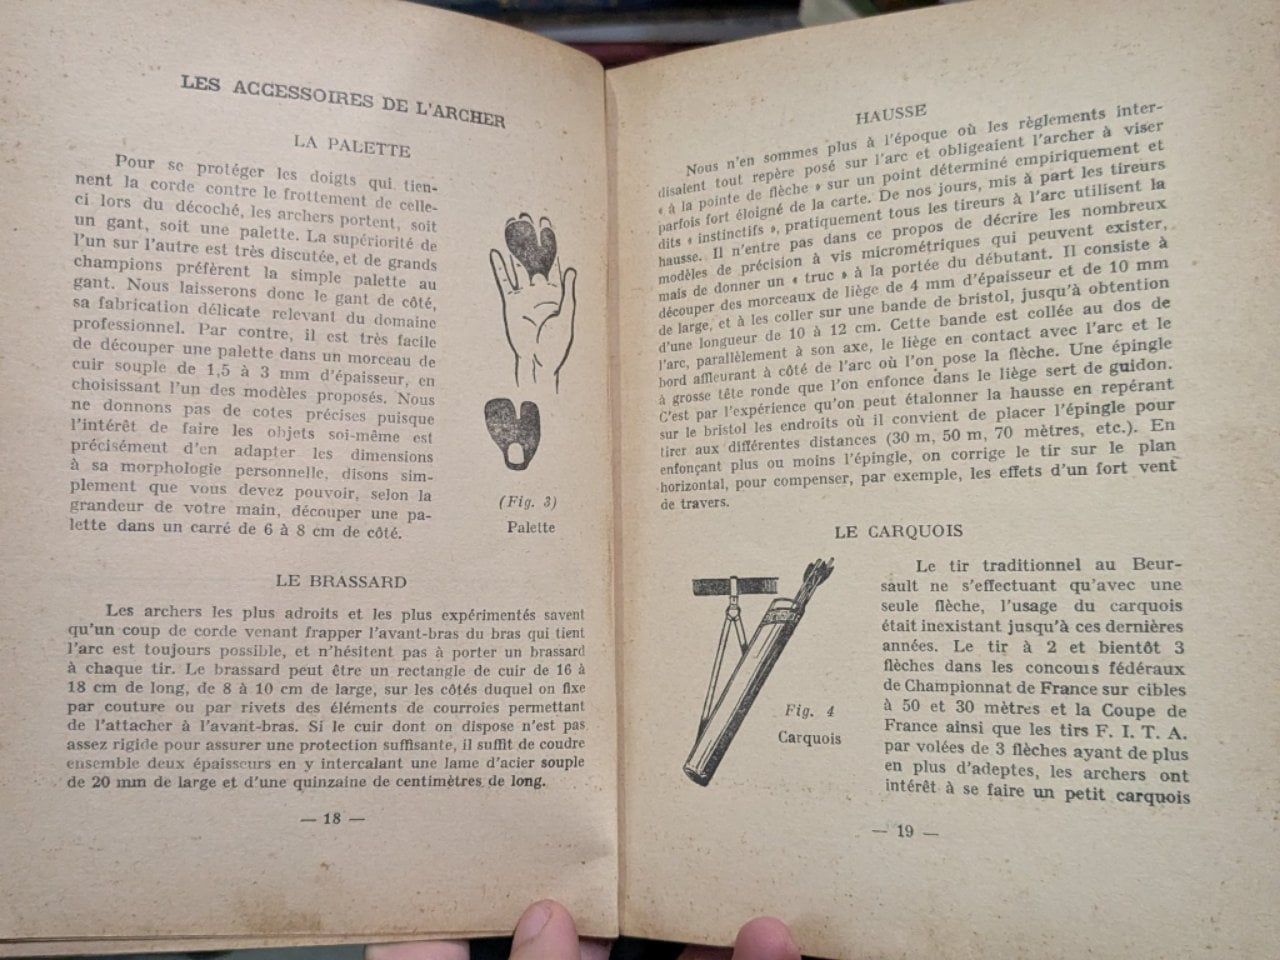 LES ACCESSOIRES DE L'ARCHER
LA PALETTE
Pour se protéger les doigts qui tien-
nent la corde contre le frottement de celle-
ci lors du décoché, les archers portent, soit
un gant, soit une palette. La supériorité de
l'un sur l'autre est très discutée, et de grands
champions préfèrent la simple palette au
gant. Nous laisserons donc le gant de côté,
sa fabrication délicate relevant du domaine
professionnel. Par contre, il est très facile
de découper une palette dans un morceau de
cuir souple de 1,5 à 3 mm d'épaisseur, en
choisissant l'un des modèles proposés. Nous
ne donnons pas de cotes précises puisque
l'intérêt de faire les objets soi-même est
précisément d'en adapter les dimensions
à sa morphologie personnelle, disons sim-
plement que vous devez pouvoir, selon la
grandeur de votre main, découper une pa-
lette dans un carré de 6 à 8 cm de côté.
(Fig. 3)
Palette
LE BRASSARD
Les archers les plus adroits et les plus expérimentés savent
qu'un coup de corde venant frapper l'avant-bras du bras qui tient
l'arc est toujours possible, et n'hésitent pas à porter un brassard
à chaque tir. Le brassard peut être un rectangle de cuir de 16 à
18 cm de long, de 8 à 10 cm de large, sur les côtés duquel on fixe
par couture ou par rivets des éléments de courroies permettant
de l'attacher à l'avant-bras. Si le cuir dont on dispose n'est pas
assez rigide pour assurer une protection suffisante, il suffit de coudre
ensemble deux épaisseurs en y intercalant une lame d'acier souple
de 20 mm de large et d'une quinzaine de centimètres de long.
— 18 —
HAUSSE
Nous n'en sommes plus à l'époque où les règlements inter-
disaient tout repère posé sur l'arc et obligeaient l'archer à viser
« à la pointe de flèche » sur un point déterminé empiriquement et
parfois fort éloigné de la carte. De nos jours, mis à part les tireurs
dits « instinctifs », pratiquement tous les tireurs à l'arc utilisent la
hausse. Il n'entre pas dans ce propos de décrire les nombreux
modèles de précision à vis micrométriques qui peuvent exister,
mais de donner un « truc » à la portée du débutant. Il consiste à
découper des morceaux de liège de 4 mm d'épaisseur et de 10 mm
de large, et à les coller sur une bande de bristol, jusqu'à obtention
d'une longueur de 10 à 12 cm. Cette bande est collée au dos de
l'arc, parallèlement à son axe, le liège en contact avec l'arc et le
bord affleurant à côté de l'arc où l'on pose la flèche. Une épingle
à grosse tête ronde que l'on enfonce dans le liège sert de guidon.
C'est par l'expérience qu'on peut étalonner la hausse en repérant
sur le bristol les endroits où il convient de placer l'épingle pour
tirer aux différentes distances (30 m, 50 m, 70 mètres, etc.). En
enfonçant plus ou moins l'épingle, on corrige le tir sur le plan
horizontal, pour compenser, par exemple, les effets d'un fort vent
de travers.
LE CARQUOIS
Fig. 4
Carquois
Le tir traditionnel au Beur-
sault ne s'effectuant qu'avec une
seule flèche, l'usage du carquois
était inexistant jusqu'à ces dernières
années. Le tir à 2 et bientôt 3
flèches dans les concours fédéraux
de Championnat de France sur cibles
à 50 et 30 mètres et la Coupe de
France ainsi que les tirs F. I. T. A.
par volées de 3 flèches ayant de plus
en plus d'adeptes, les archers ont
intérêt à se faire un petit carquois
— 19 —